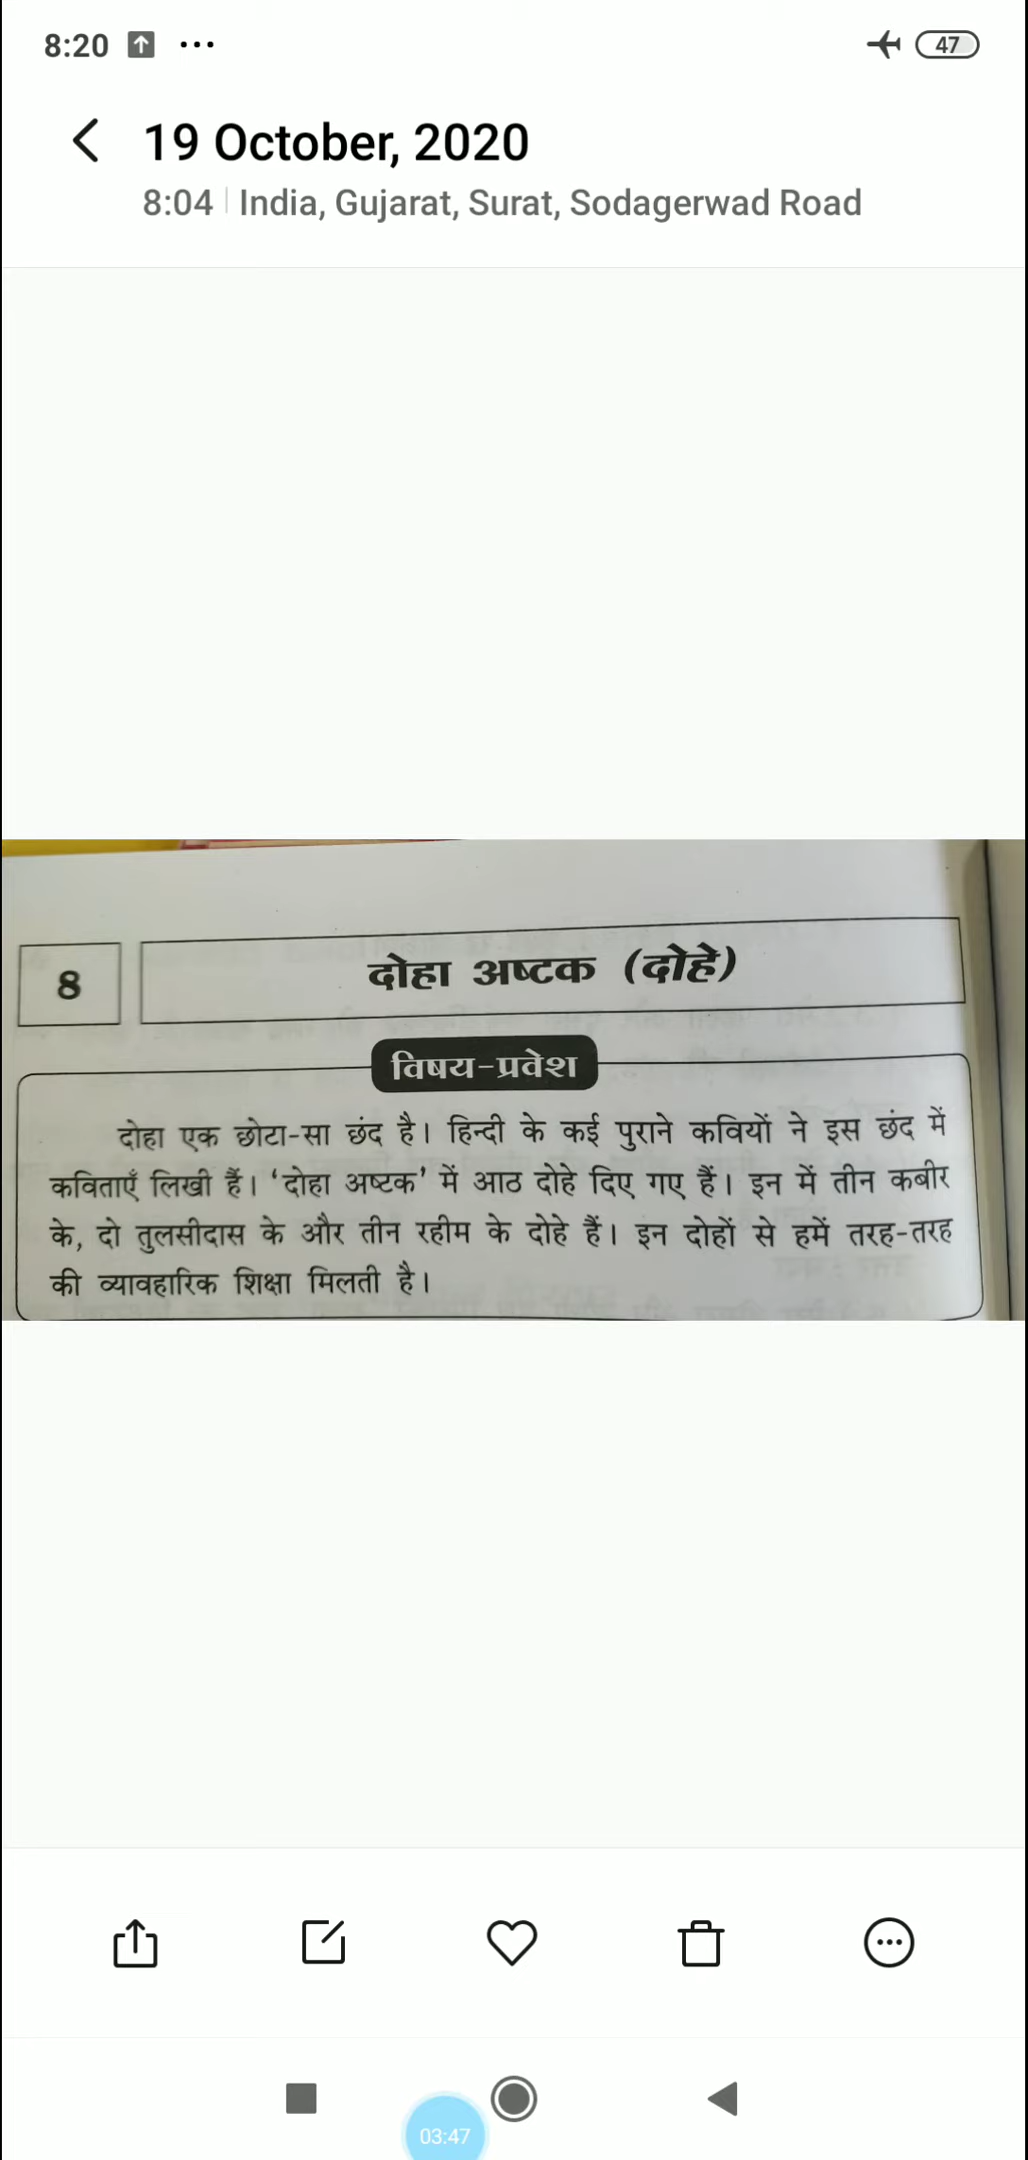 8:20
47
19 October, 2020
8:04 India, Gujarat, Surat, Sodagerwad Road
8
दोहा अष्टक (दोहे)
विषय-प्रवेश
दोहा एक छोटा-सा छंद है। हिन्दी के कई पुराने कवियों ने इस छंद में
कविताएँ लिखी हैं। ‘दोहा अष्टक’ में आठ दोहे दिए गए हैं। इन में तीन कबीर
के, दो तुलसीदास के और तीन रहीम के दोहे हैं। इन दोहों से हमें तरह-तरह
की व्यावहारिक शिक्षा मिलती है।
03:47